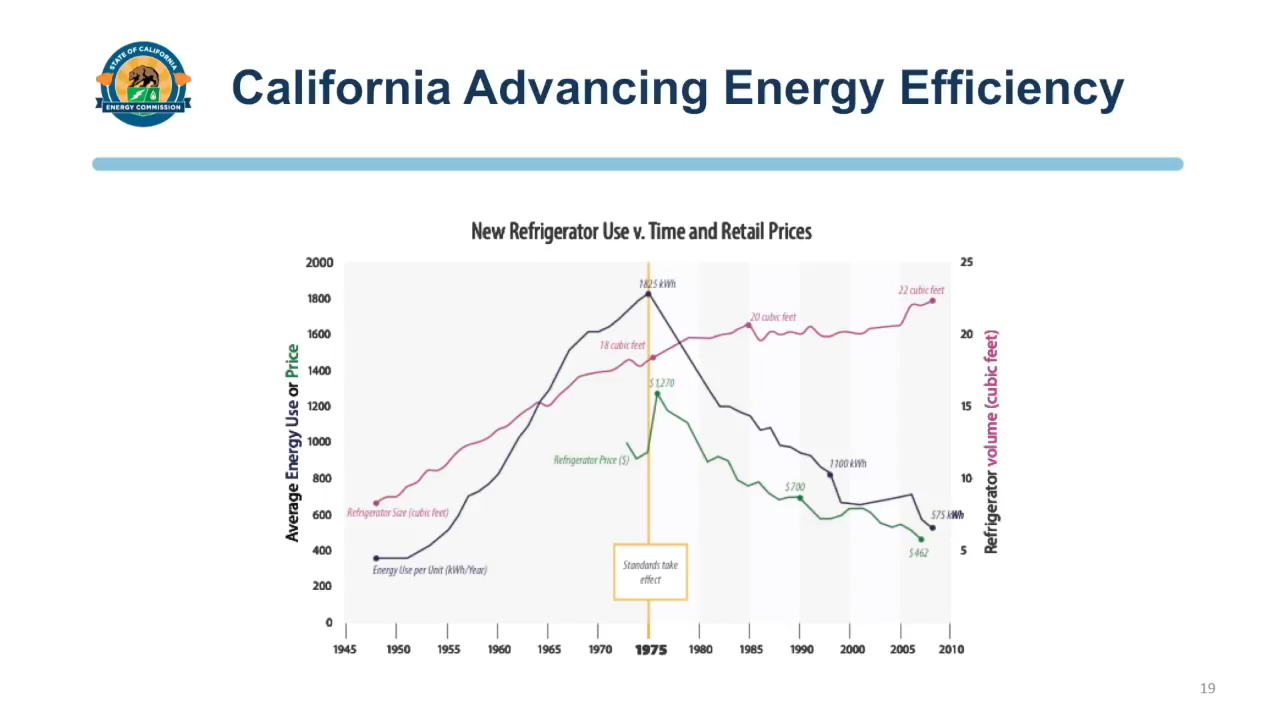 STATE OF CALIFORNIA
ENERGY COMMISSION
California Advancing Energy Efficiency
New Refrigerator Use v. Time and Retail Prices
Average Energy Use or Price
2000
1800
1600
1400
1200
1000
800
600
400
200
0
1825 kWh
18 cubic feet
20 cubic feet
22 cubic feet
$1,270
Refrigerator Price ($)
1100 kWh
$700
Refrigerator Size (cubic feet)
575 kWh
$462
Energy Use per Unit (kWh/Year)
Standards take
effect
25
20
15
10
5
Refrigerator volume (cubic feet)
1945 1950 1955 1960 1965 1970 1975 1980 1985 1990 2000 2005 2010
19